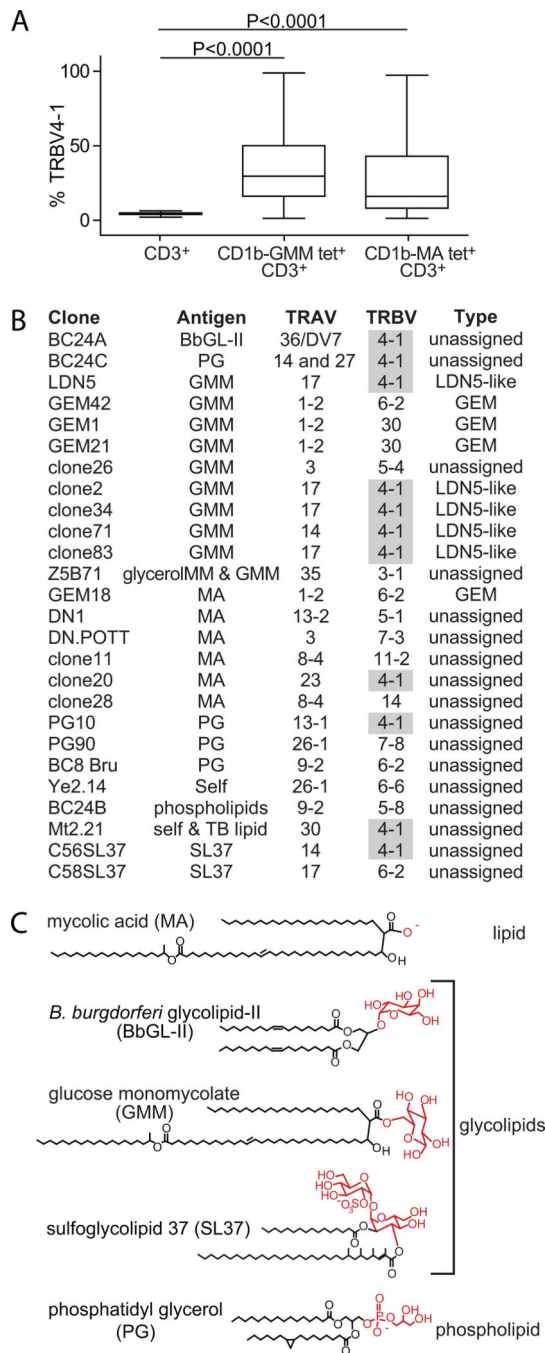 A
P<0.0001
P<0.0001
% TRBV4-1
100
50
0
CD3+ CD1b-GMM tet+ CD3+ CD1b-MA tet+ CD3+
B
Clone Antigen TRAV TRBV Type
BC24A BbGL-II 36/DV7 4-1 unassigned
BC24C PG 14 and 27 4-1 unassigned
LDN5 GMM 17 4-1 LDN5-like
GEM42 GMM 1-2 6-2 GEM
GEM1 GMM 1-2 30 GEM
GEM21 GMM 1-2 30 GEM
clone26 GMM 3 5-4 unassigned
clone2 GMM 17 4-1 LDN5-like
clone34 GMM 17 4-1 LDN5-like
clone71 GMM 14 4-1 LDN5-like
clone83 GMM 17 4-1 LDN5-like
Z5B71 glycerolMM & GMM 35 3-1 unassigned
GEM18 MA 1-2 6-2 GEM
DN1 MA 13-2 5-1 unassigned
DN.POTT MA 3 7-3 unassigned
clone11 MA 8-4 11-2 unassigned
clone20 MA 23 4-1 unassigned
clone28 MA 8-4 14 unassigned
PG10 PG 13-1 4-1 unassigned
PG90 PG 26-1 7-8 unassigned
BC8 Bru PG 9-2 6-2 unassigned
Ye2.14 Self 26-1 6-6 unassigned
BC24B phospholipids 9-2 5-8 unassigned
Mt2.21 self & TB lipid 30 4-1 unassigned
C56SL37 SL37 14 4-1 unassigned
C58SL37 SL37 17 6-2 unassigned
C
mycolic acid (MA)
lipid
B. burgdorferi glycolipid-II
(BbGL-II)
glucose monomycolate
(GMM)
glycolipids
sulfoglycolipid 37 (SL37)
phosphatidyl glycerol
(PG)
phospholipid